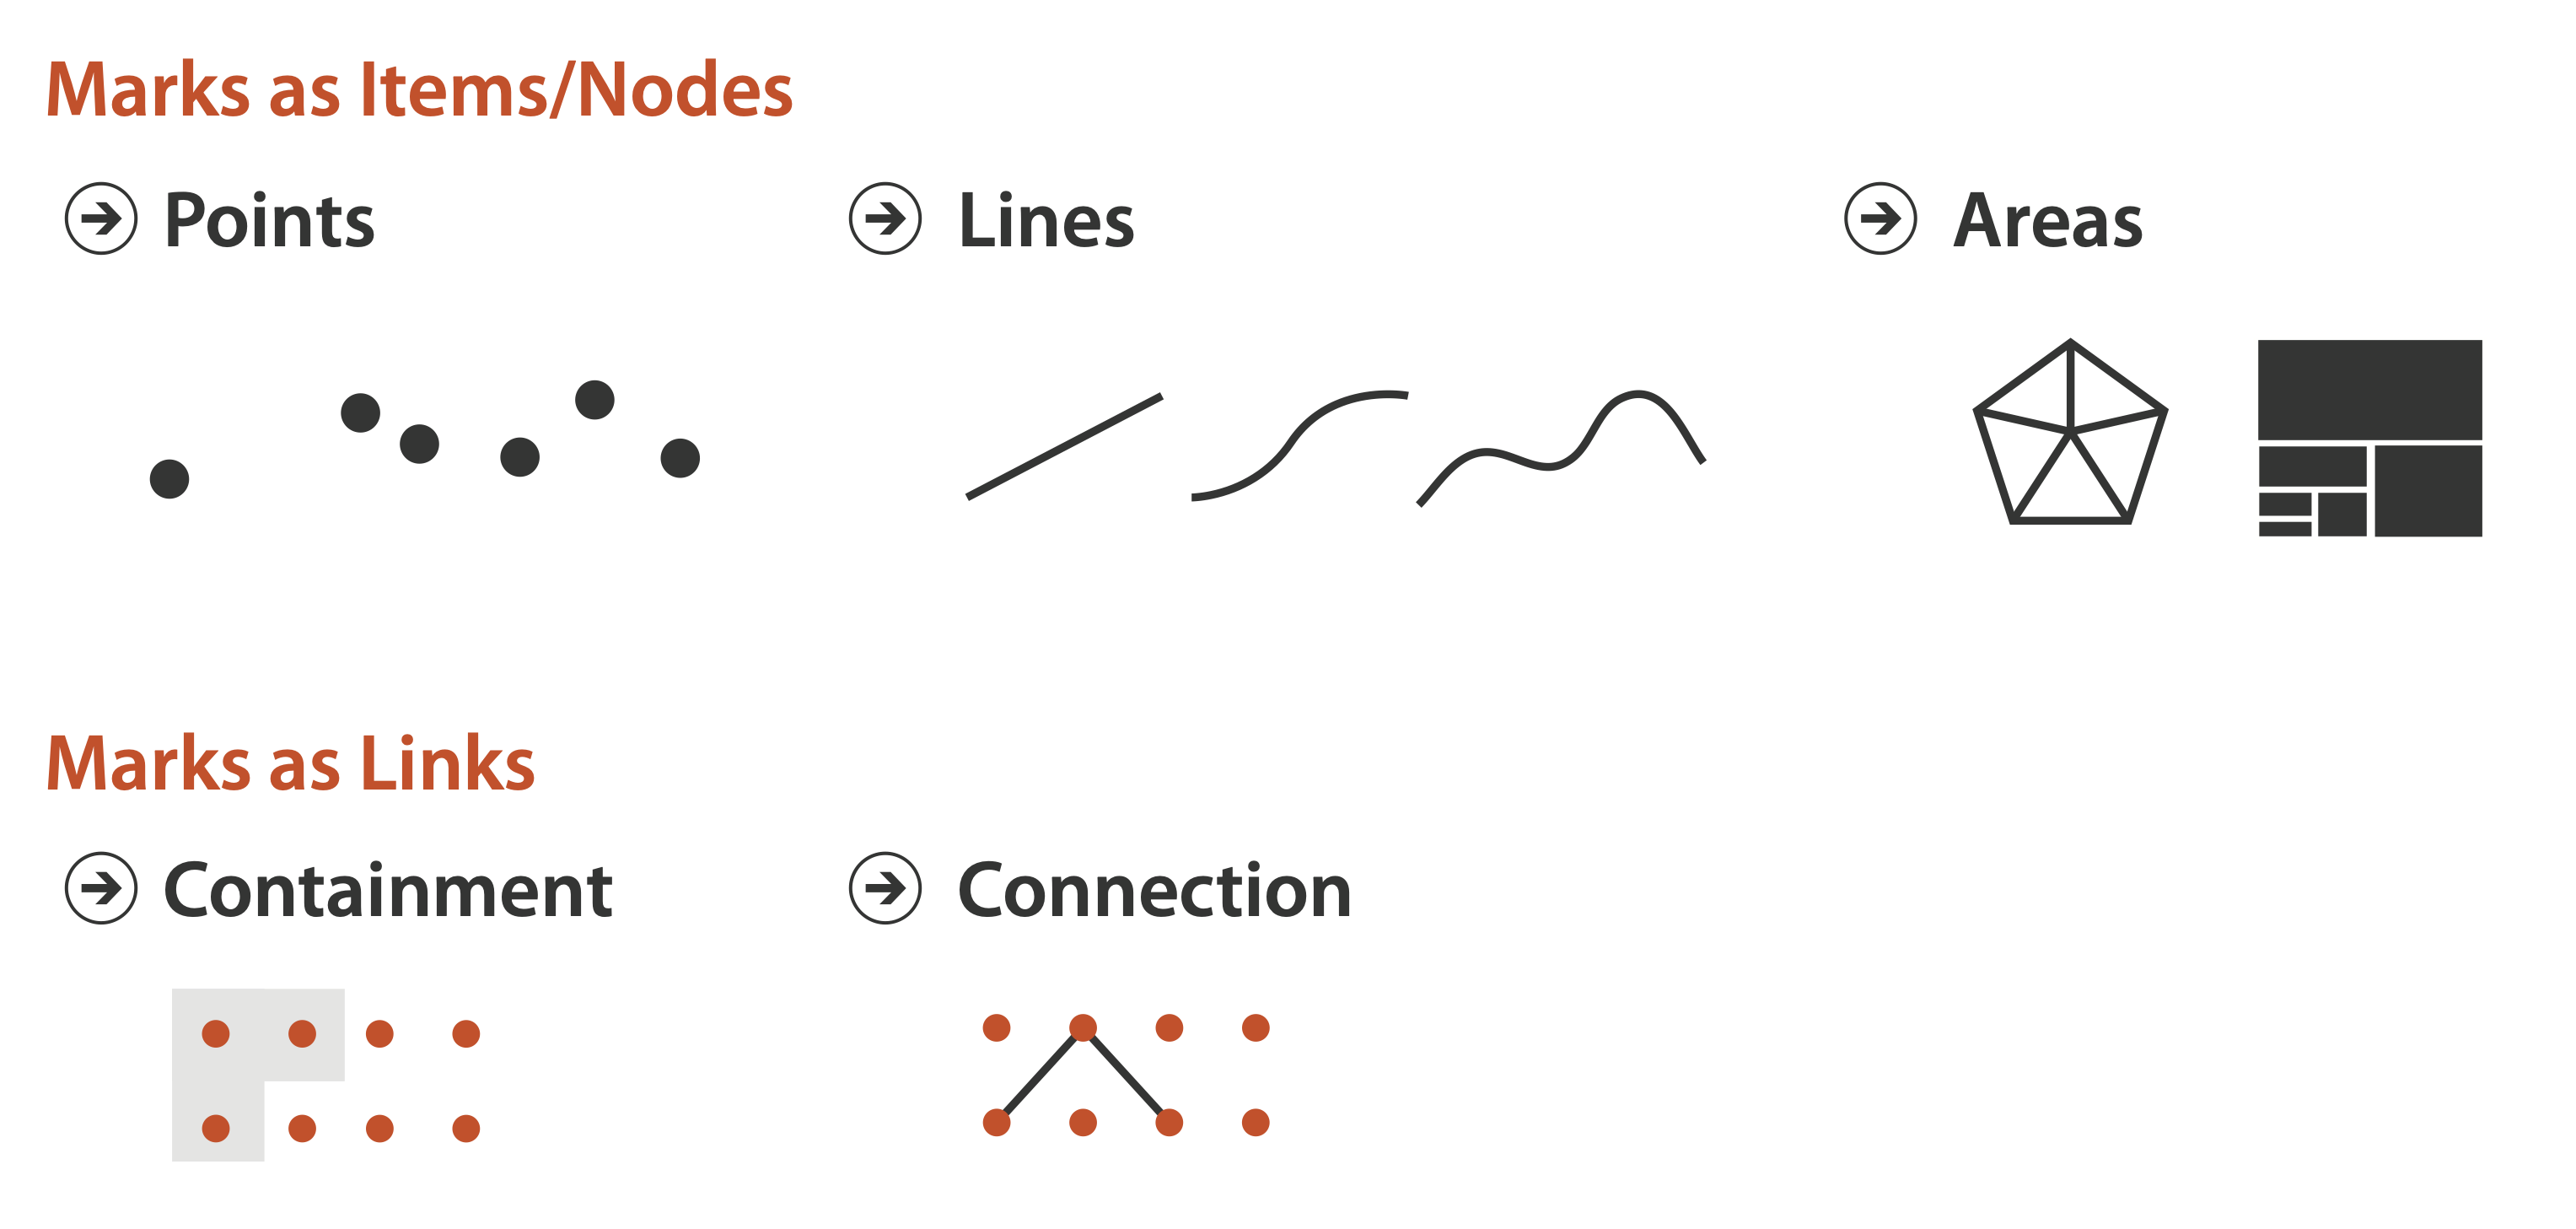 Marks as Items/Nodes
Points
Lines
Areas
Marks as Links
Containment
Connection